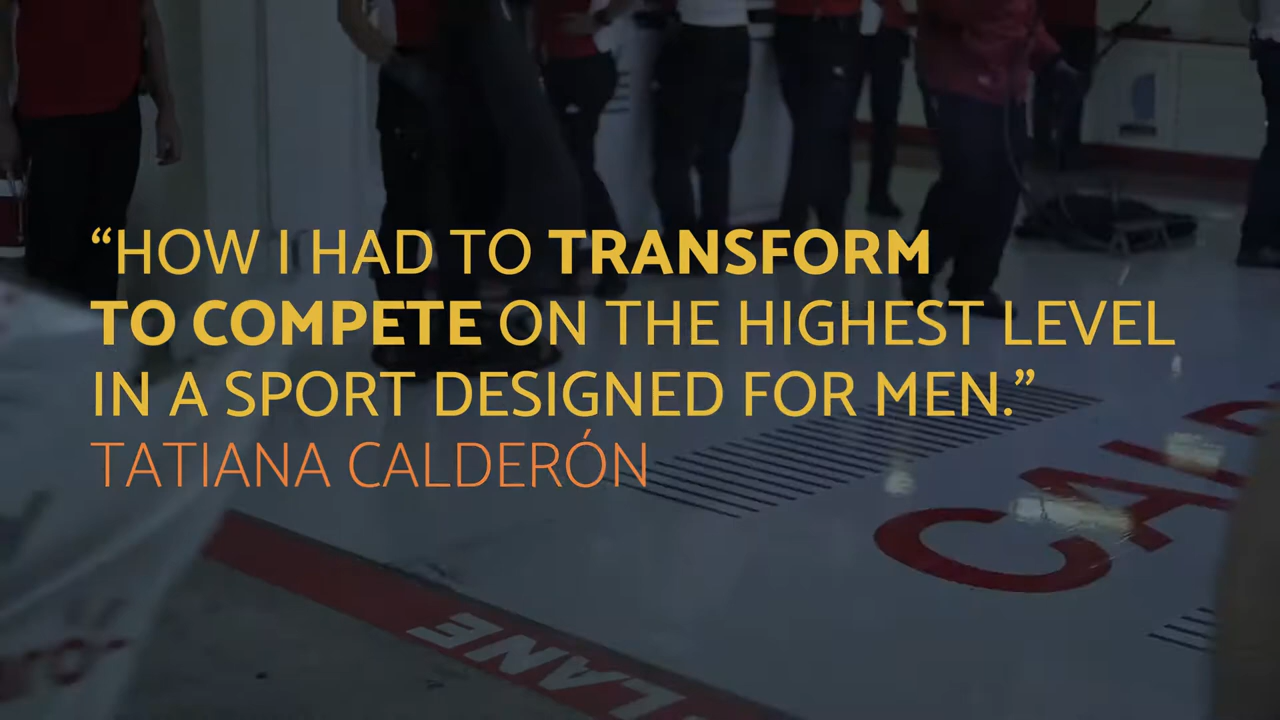 “HOW I HAD TO TRANSFORM
TO COMPETE ON THE HIGHEST LEVEL
IN A SPORT DESIGNED FOR MEN.”
TATIANA CALDERÓN
LANE